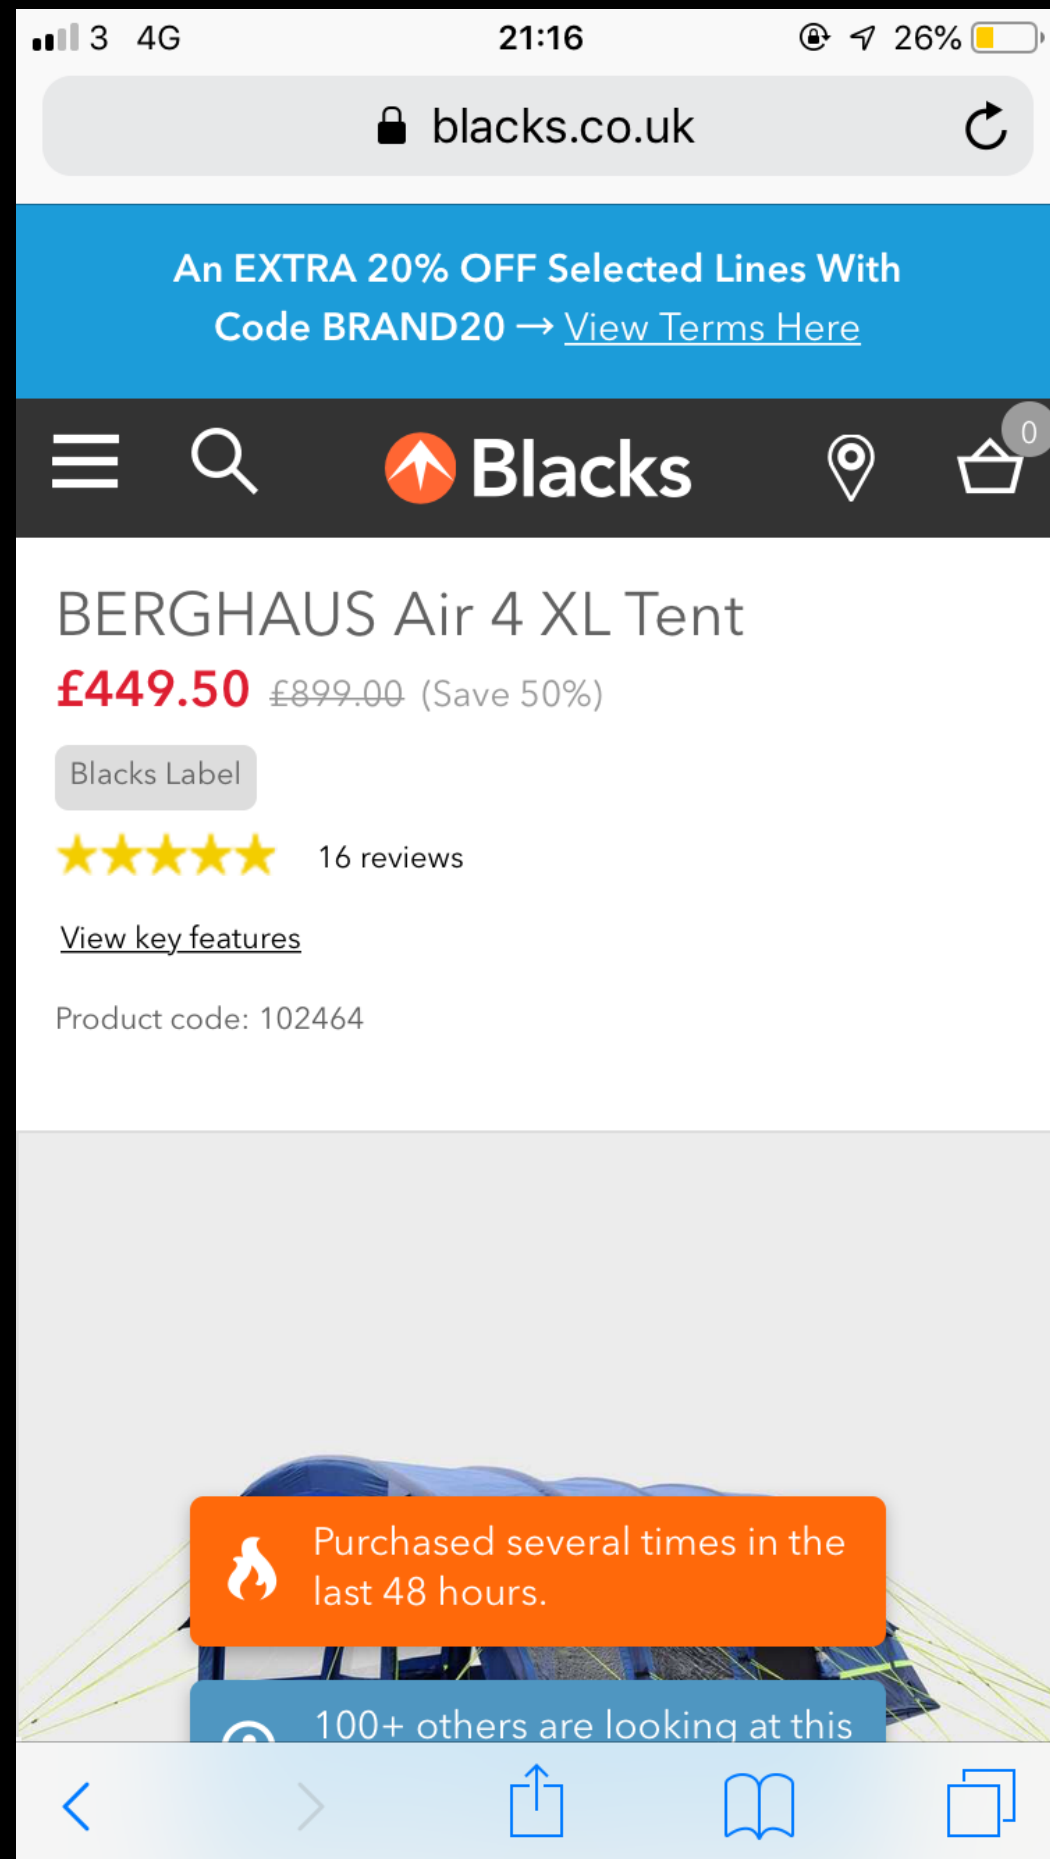 3 4G 21:16 26%
blacks.co.uk
An EXTRA 20% OFF Selected Lines With
Code BRAND20 → View Terms Here
Blacks 0
BERGHAUS Air 4 XL Tent
£449.50 £899.00 (Save 50%)
Blacks Label
16 reviews
View key features
Product code: 102464
Purchased several times in the
last 48 hours.
100+ others are looking at this